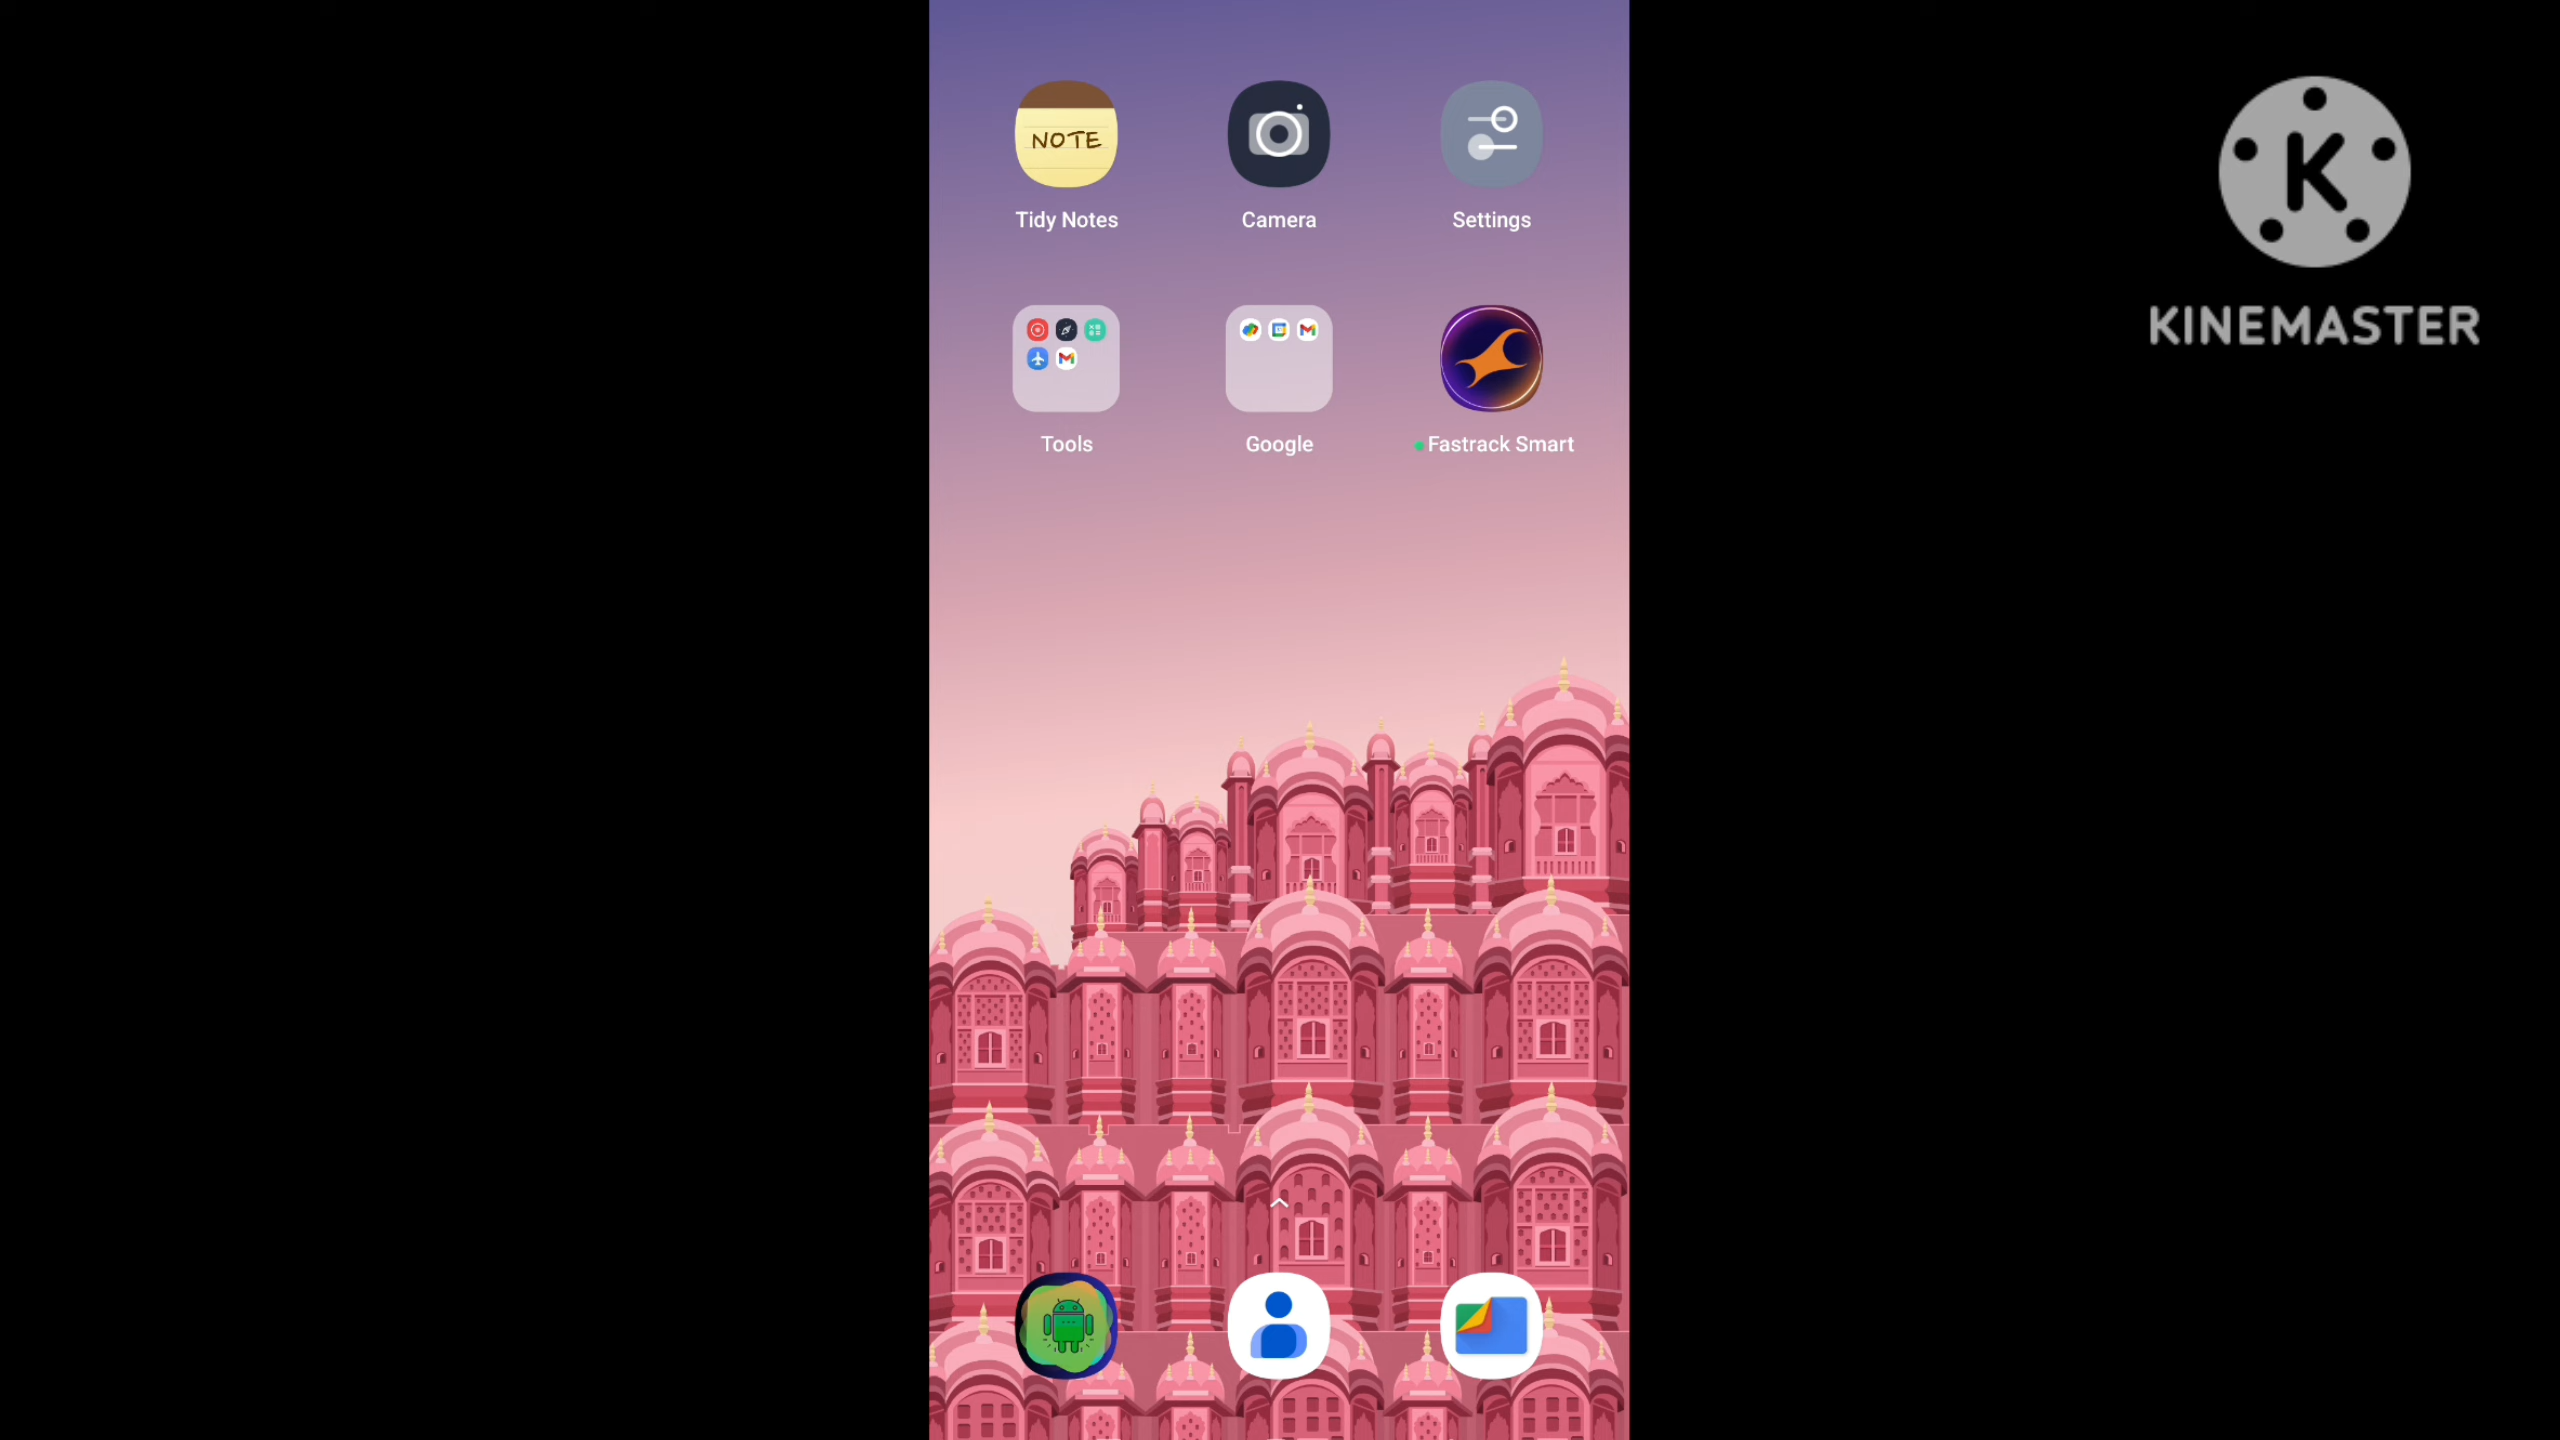 NOTE
Tidy Notes
Camera
Settings
Tools
Google
Fastrack Smart
K
KINEMASTER